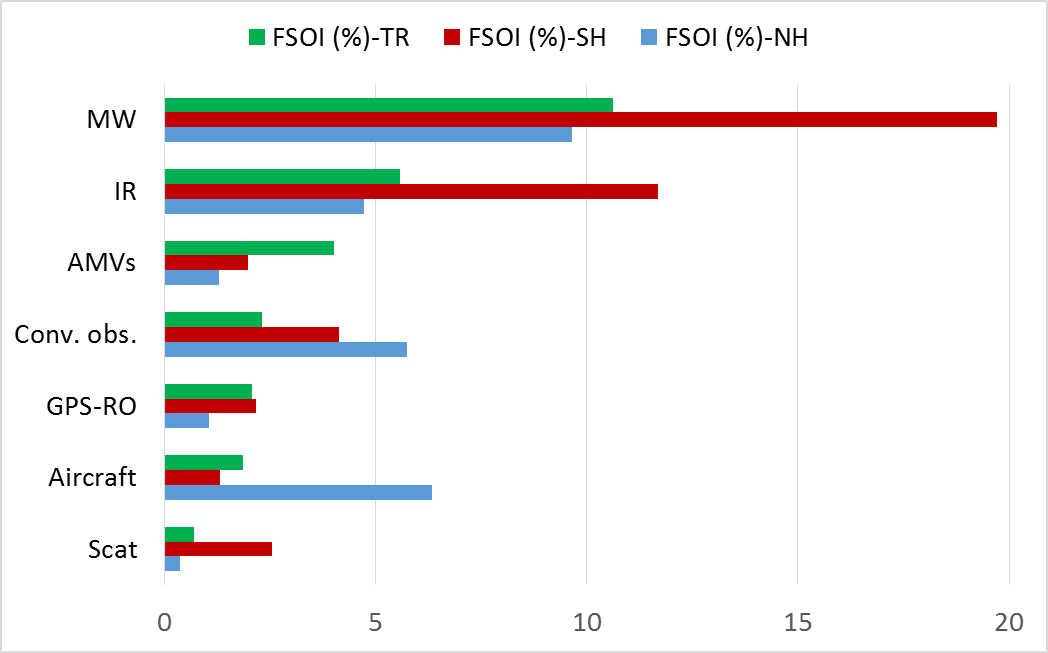 FSOI (%)-TR FSOI (%)-SH FSOI (%)-NH
MW
IR
AMVs
Conv. obs.
GPS-RO
Aircraft
Scat
0 5 10 15 20